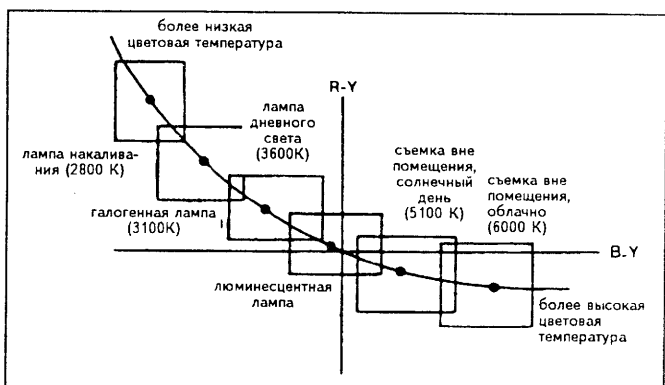 более низкая
цветовая температура
R-Y
лампа
дневного
света
(3600К)
съемка вне
помещения,
солнечный
день
(5100 К)
съемка вне
помещения,
облачно
(6000 К)
лампа накалива-
ния (2800 К)
галогенная лампа
(3100К)
B-Y
люминесцентная
лампа
более высокая
цветовая
температура